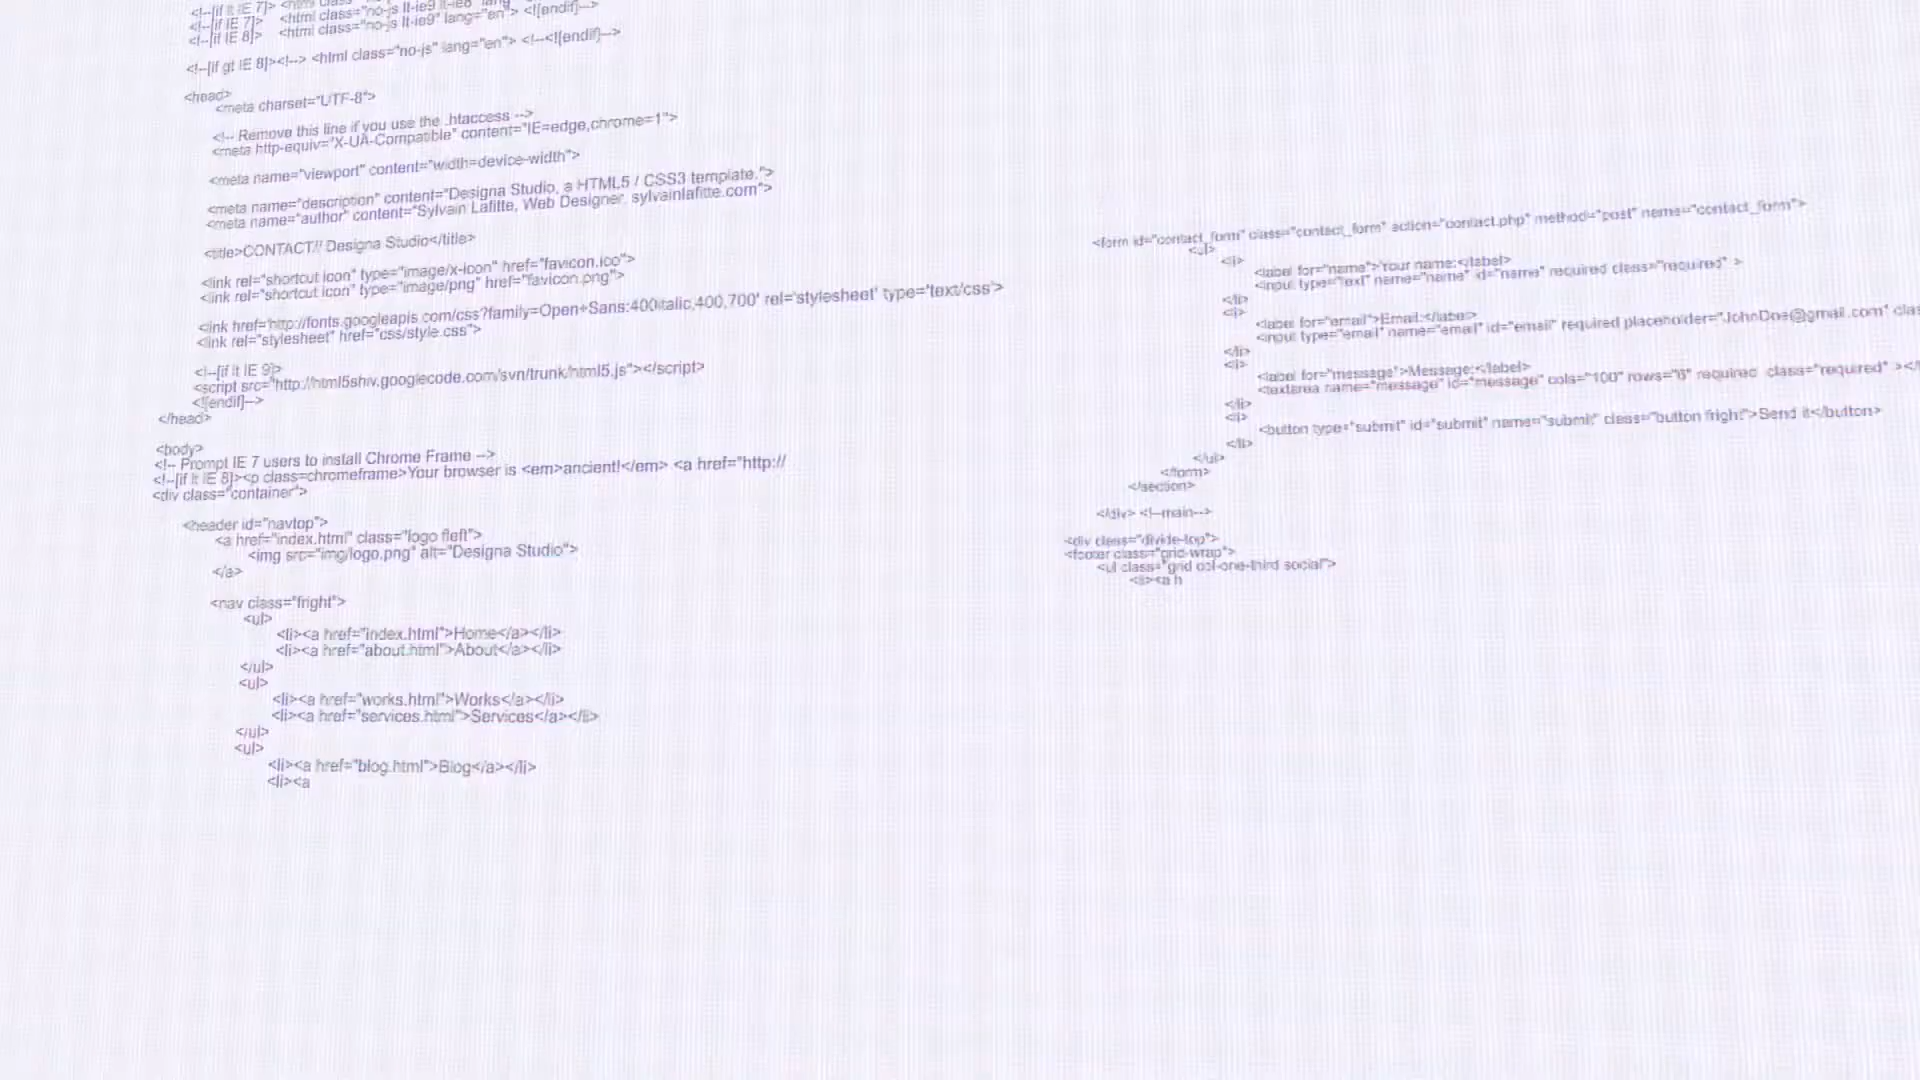 <!--[if lt IE 7]> <html class="no-js lt-ie9 lt-ie8
<!--[if IE 7]> <html class="no-js lt-ie9 lt-ie8" lang="en"> <![endif]-->
<!--[if IE 8]> <html class="no-js lt-ie9" lang="en"> <![endif]-->
<!--[if gt IE 8]><!--> <html class="no-js" lang="en"> <!--<![endif]-->
<head>
<meta charset="UTF-8">
<!-- Remove this line if you use the .htaccess -->
<meta http-equiv="X-UA-Compatible" content="IE=edge,chrome=1">
<meta name="viewport" content="width=device-width">
<meta name="description" content="Designa Studio, a HTML5 / CSS3 template.">
<meta name="author" content="Sylvain Lafitte, Web Designer, sylvainlafitte.com">
<title>CONTACT!! Designa Studio</title>
<link rel="shortcut icon" type="image/x-icon" href="favicon.ico">
<link rel="shortcut icon" type="image/png" href="favicon.png">
<link href='http://fonts.googleapis.com/css?family=Open+Sans:400italic,400,700' rel='stylesheet' type='text/css'>
<link rel="stylesheet" href="css/style.css">
<!--[if lt IE 9]>
<script src="http://html5shiv.googlecode.com/svn/trunk/html5.js"></script>
<![endif]-->
</head>
<body>
<!-- Prompt IE 7 users to install Chrome Frame -->
<!--[if lt IE 8]><p class=chromeframe>Your browser is <em>ancient!</em> <a href="http://
<div class="container">
<header id="navtop">
<a href="index.html" class="logo fleft">
<img src="img/logo.png" alt="Designa Studio">
</a>
<nav class="fright">
<ul>
<li><a href="index.html">Home</a></li>
<li><a href="about.html">About</a></li>
</ul>
<ul>
<li><a href="works.html">Works</a></li>
<li><a href="services.html">Services</a></li>
</ul>
<ul>
<li><a href="blog.html">Blog</a></li>
<li><a
<form id="contact_form" class="contact_form" action="contact.php" method="post" name="contact_form">
<ul>
<li>
<label for="name">Your name:</label>
<input type="text" name="name" id="name" required class="required" >
</li>
<li>
<label for="email">Email:</label>
<input type="email" name="email" id="email" required placeholder="JohnDoe@gmail.com" clas
</li>
<li>
<label for="message">Message:</label>
<textarea name="message" id="message" cols="100" rows="6" required class="required" ></
</li>
<li>
<button type="submit" id="submit" name="submit" class="button fright">Send it</button>
</li>
</ul>
</form>
</section>
</div> <!--main-->
<div class="divide-top">
<footer class="grid-wrap">
<ul class="grid col-one-third social">
<li><a h